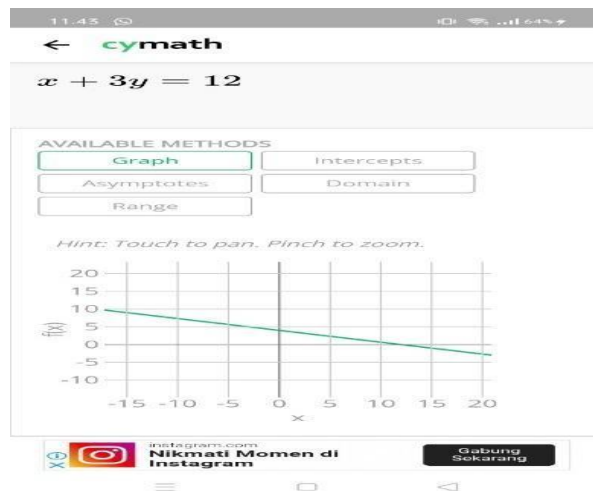 11.43 64%
← cymath
x + 3y = 12
AVAILABLE METHODS
Graph Intercepts
Asymptotes Domain
Range
Hint: Touch to pan. Pinch to zoom.
20
15
10
5
0
-5
-10
f(x)
-15 -10 -5 0 5 10 15 20
x
instagram.com
Nikmati Momen di
Instagram
Gabung
Sekarang